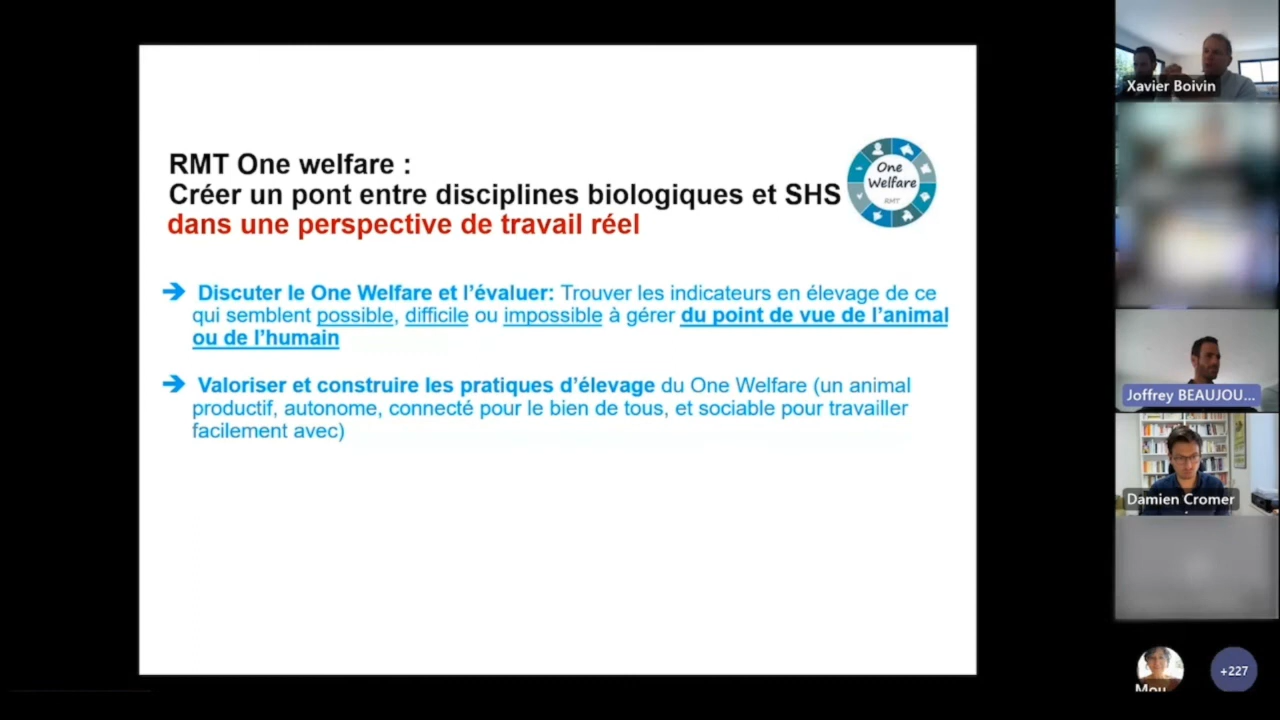 RMT One welfare :
Créer un pont entre disciplines biologiques et SHS
dans une perspective de travail réel
One
Welfare
RMT
➔ Discuter le One Welfare et l’évaluer: Trouver les indicateurs en élevage de ce
qui semblent possible, difficile ou impossible à gérer du point de vue de l’animal
ou de l’humain
➔ Valoriser et construire les pratiques d’élevage du One Welfare (un animal
productif, autonome, connecté pour le bien de tous, et sociable pour travailler
facilement avec)
Xavier Boivin
Joffrey BEAUJOU...
Damien Cromer
+227